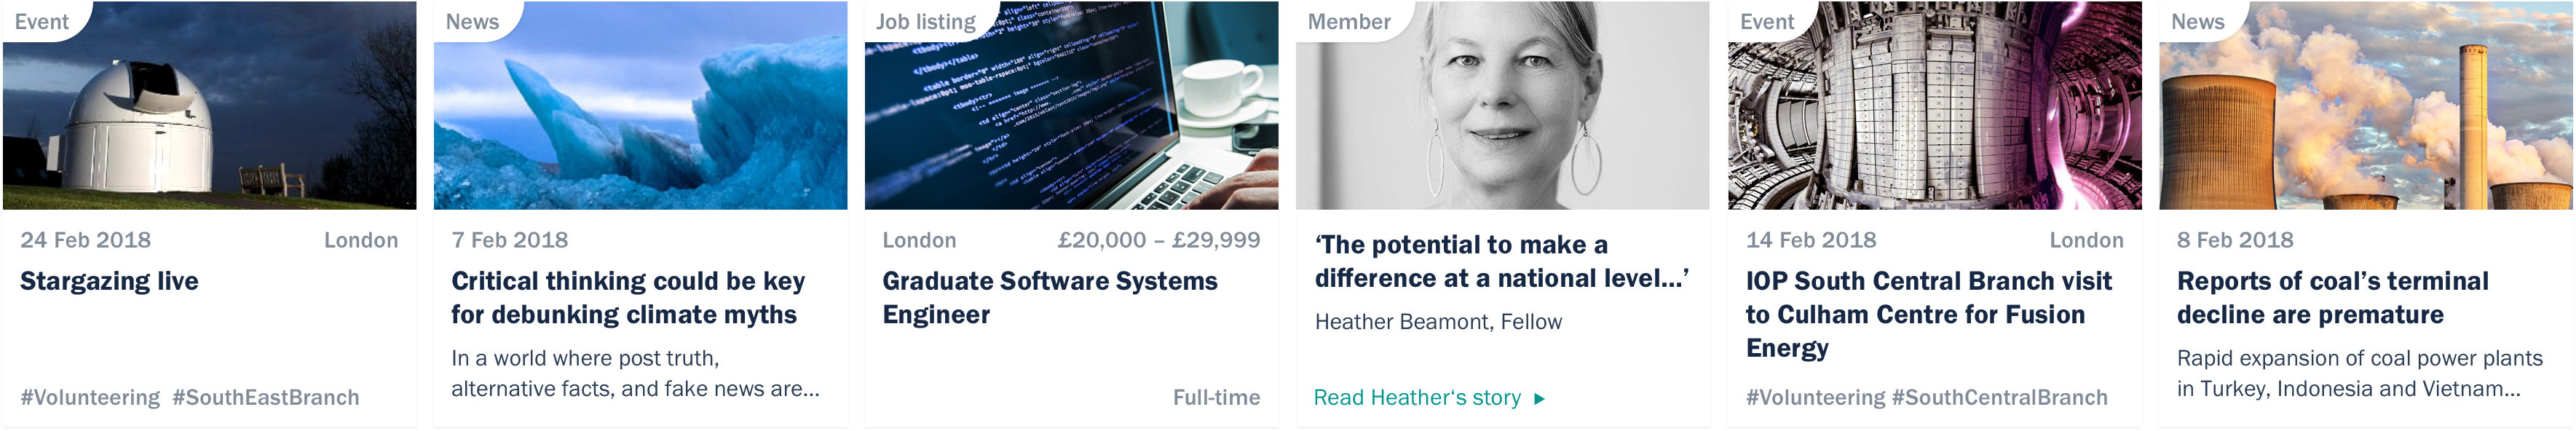 Event
24 Feb 2018 London
Stargazing live
#Volunteering #SouthEastBranch
News
7 Feb 2018
Critical thinking could be key
for debunking climate myths
In a world where post truth,
alternative facts, and fake news are...
Job listing
London £20,000 – £29,999
Graduate Software Systems
Engineer
Full-time
Member
‘The potential to make a
difference at a national level...’
Heather Beamont, Fellow
Read Heather‘s story
Event
14 Feb 2018 London
IOP South Central Branch visit
to Culham Centre for Fusion
Energy
#Volunteering #SouthCentralBranch
News
8 Feb 2018
Reports of coal’s terminal
decline are premature
Rapid expansion of coal power plants
in Turkey, Indonesia and Vietnam...